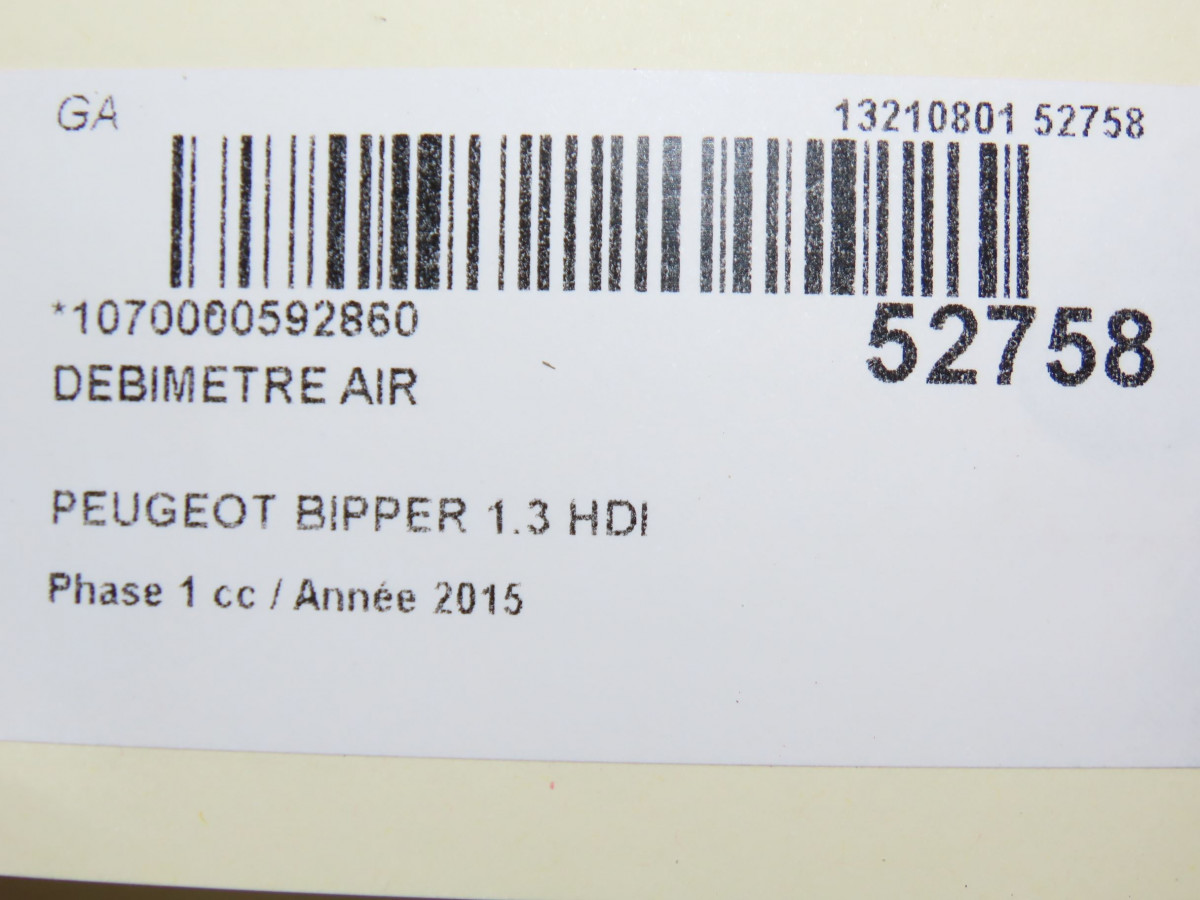 GA
13210801 52758
*1070000592860
52758
DEBIMETRE AIR
PEUGEOT BIPPER 1.3 HDI
Phase 1 cc / Année 2015